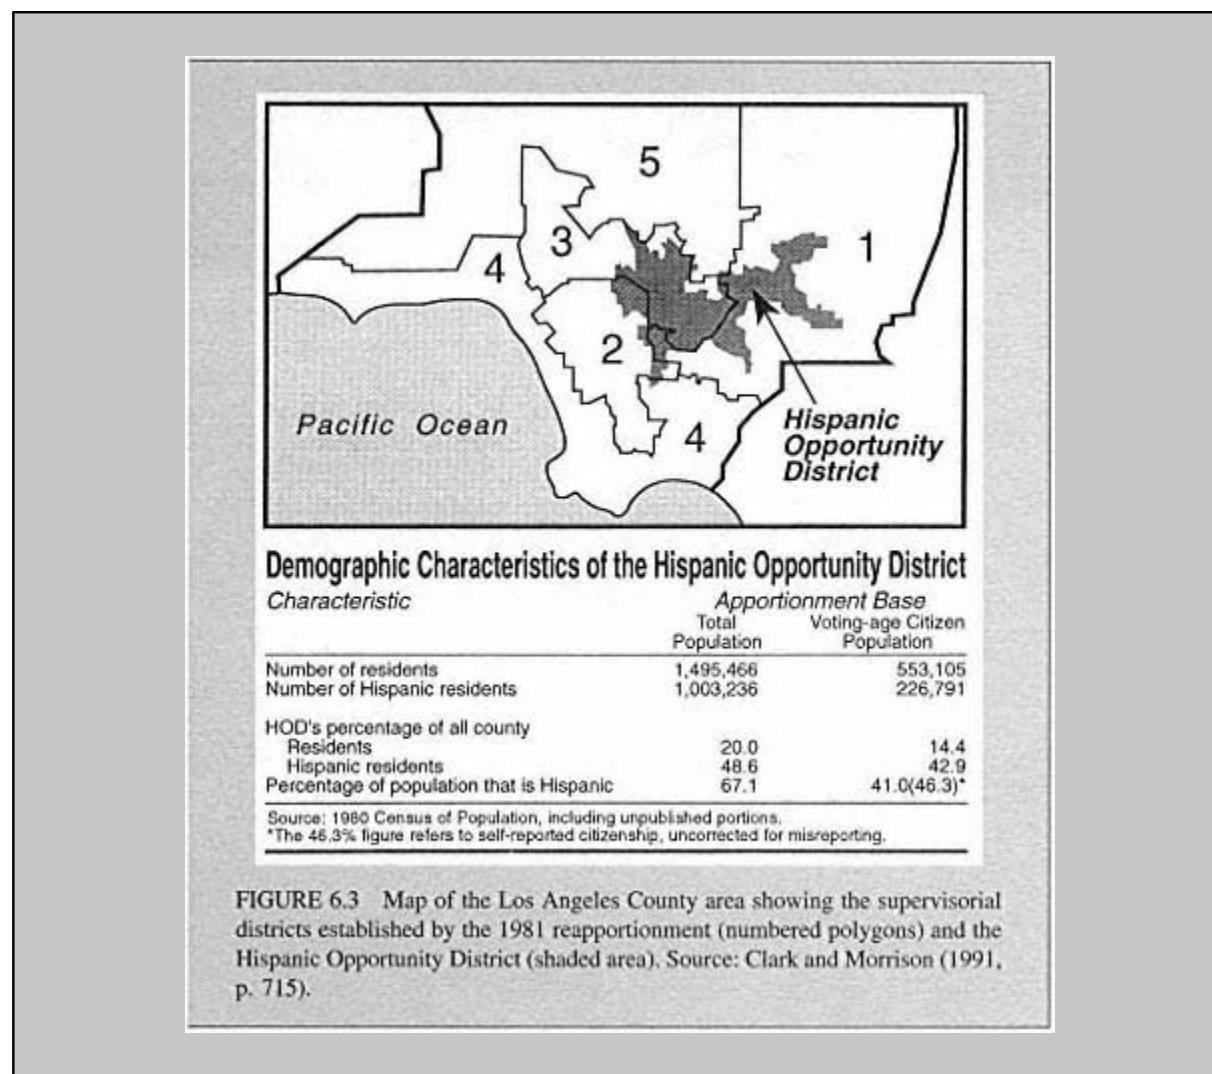 5
3
1
4
2
Pacific Ocean
4
Hispanic
Opportunity
District
Demographic Characteristics of the Hispanic Opportunity District
Characteristic Apportionment Base
Total Voting-age Citizen
Population Population
Number of residents 1,495,466 553,105
Number of Hispanic residents 1,003,236 226,791
HOD's percentage of all county
Residents 20.0 14.4
Hispanic residents 48.6 42.9
Percentage of population that is Hispanic 67.1 41.0(46.3)*
Source: 1980 Census of Population, including unpublished portions.
*The 46.3% figure refers to self-reported citizenship, uncorrected for misreporting.
FIGURE 6.3 Map of the Los Angeles County area showing the supervisorial
districts established by the 1981 reapportionment (numbered polygons) and the
Hispanic Opportunity District (shaded area). Source: Clark and Morrison (1991,
p. 715).